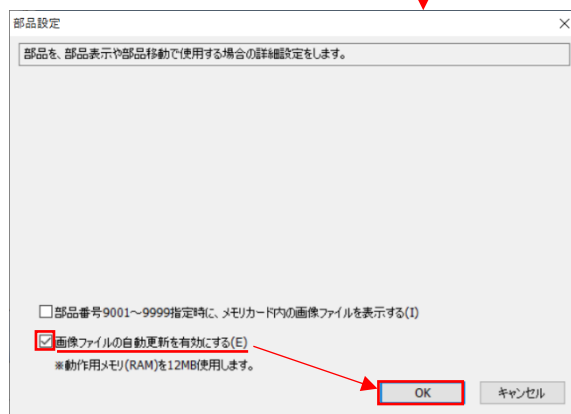 部品設定
部品を、部品表示や部品移動で使用する場合の詳細設定をします。
部品番号9001～9999指定時に、メモリカード内の画像ファイルを表示する(I)
画像ファイルの自動更新を有効にする(E)
※動作用メモリ(RAM)を12MB使用します。
OK キャンセル